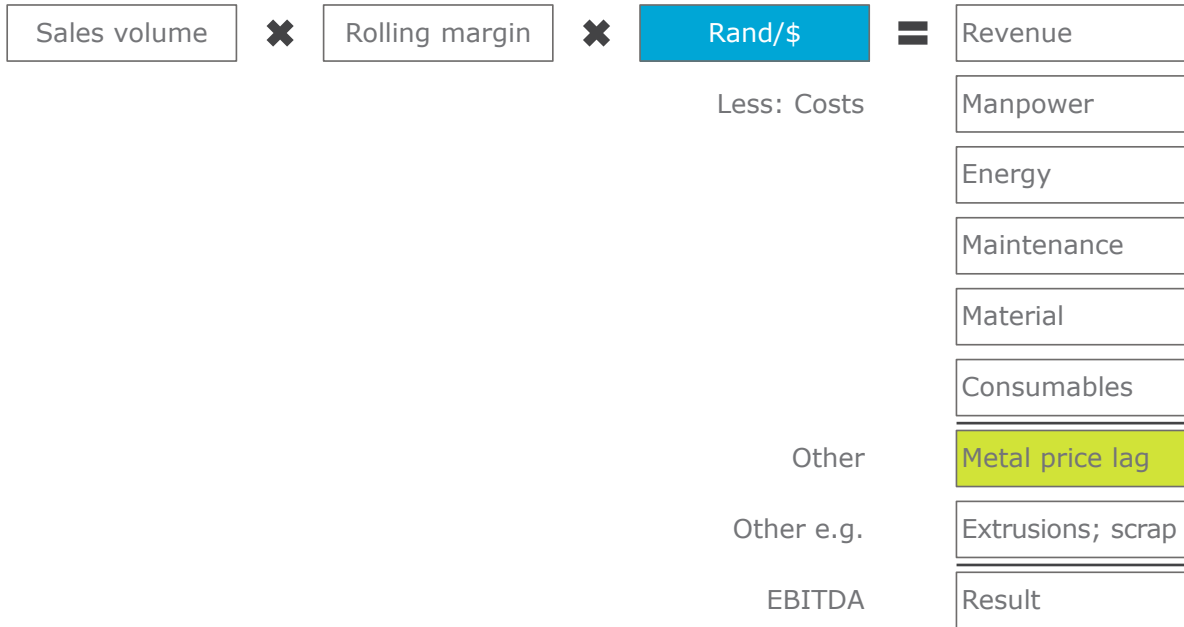 Sales volume ✖ Rolling margin ✖ Rand/$ = Revenue
Less: Costs Manpower
Energy
Maintenance
Material
Consumables
Other Metal price lag
Other e.g. Extrusions; scrap
EBITDA Result